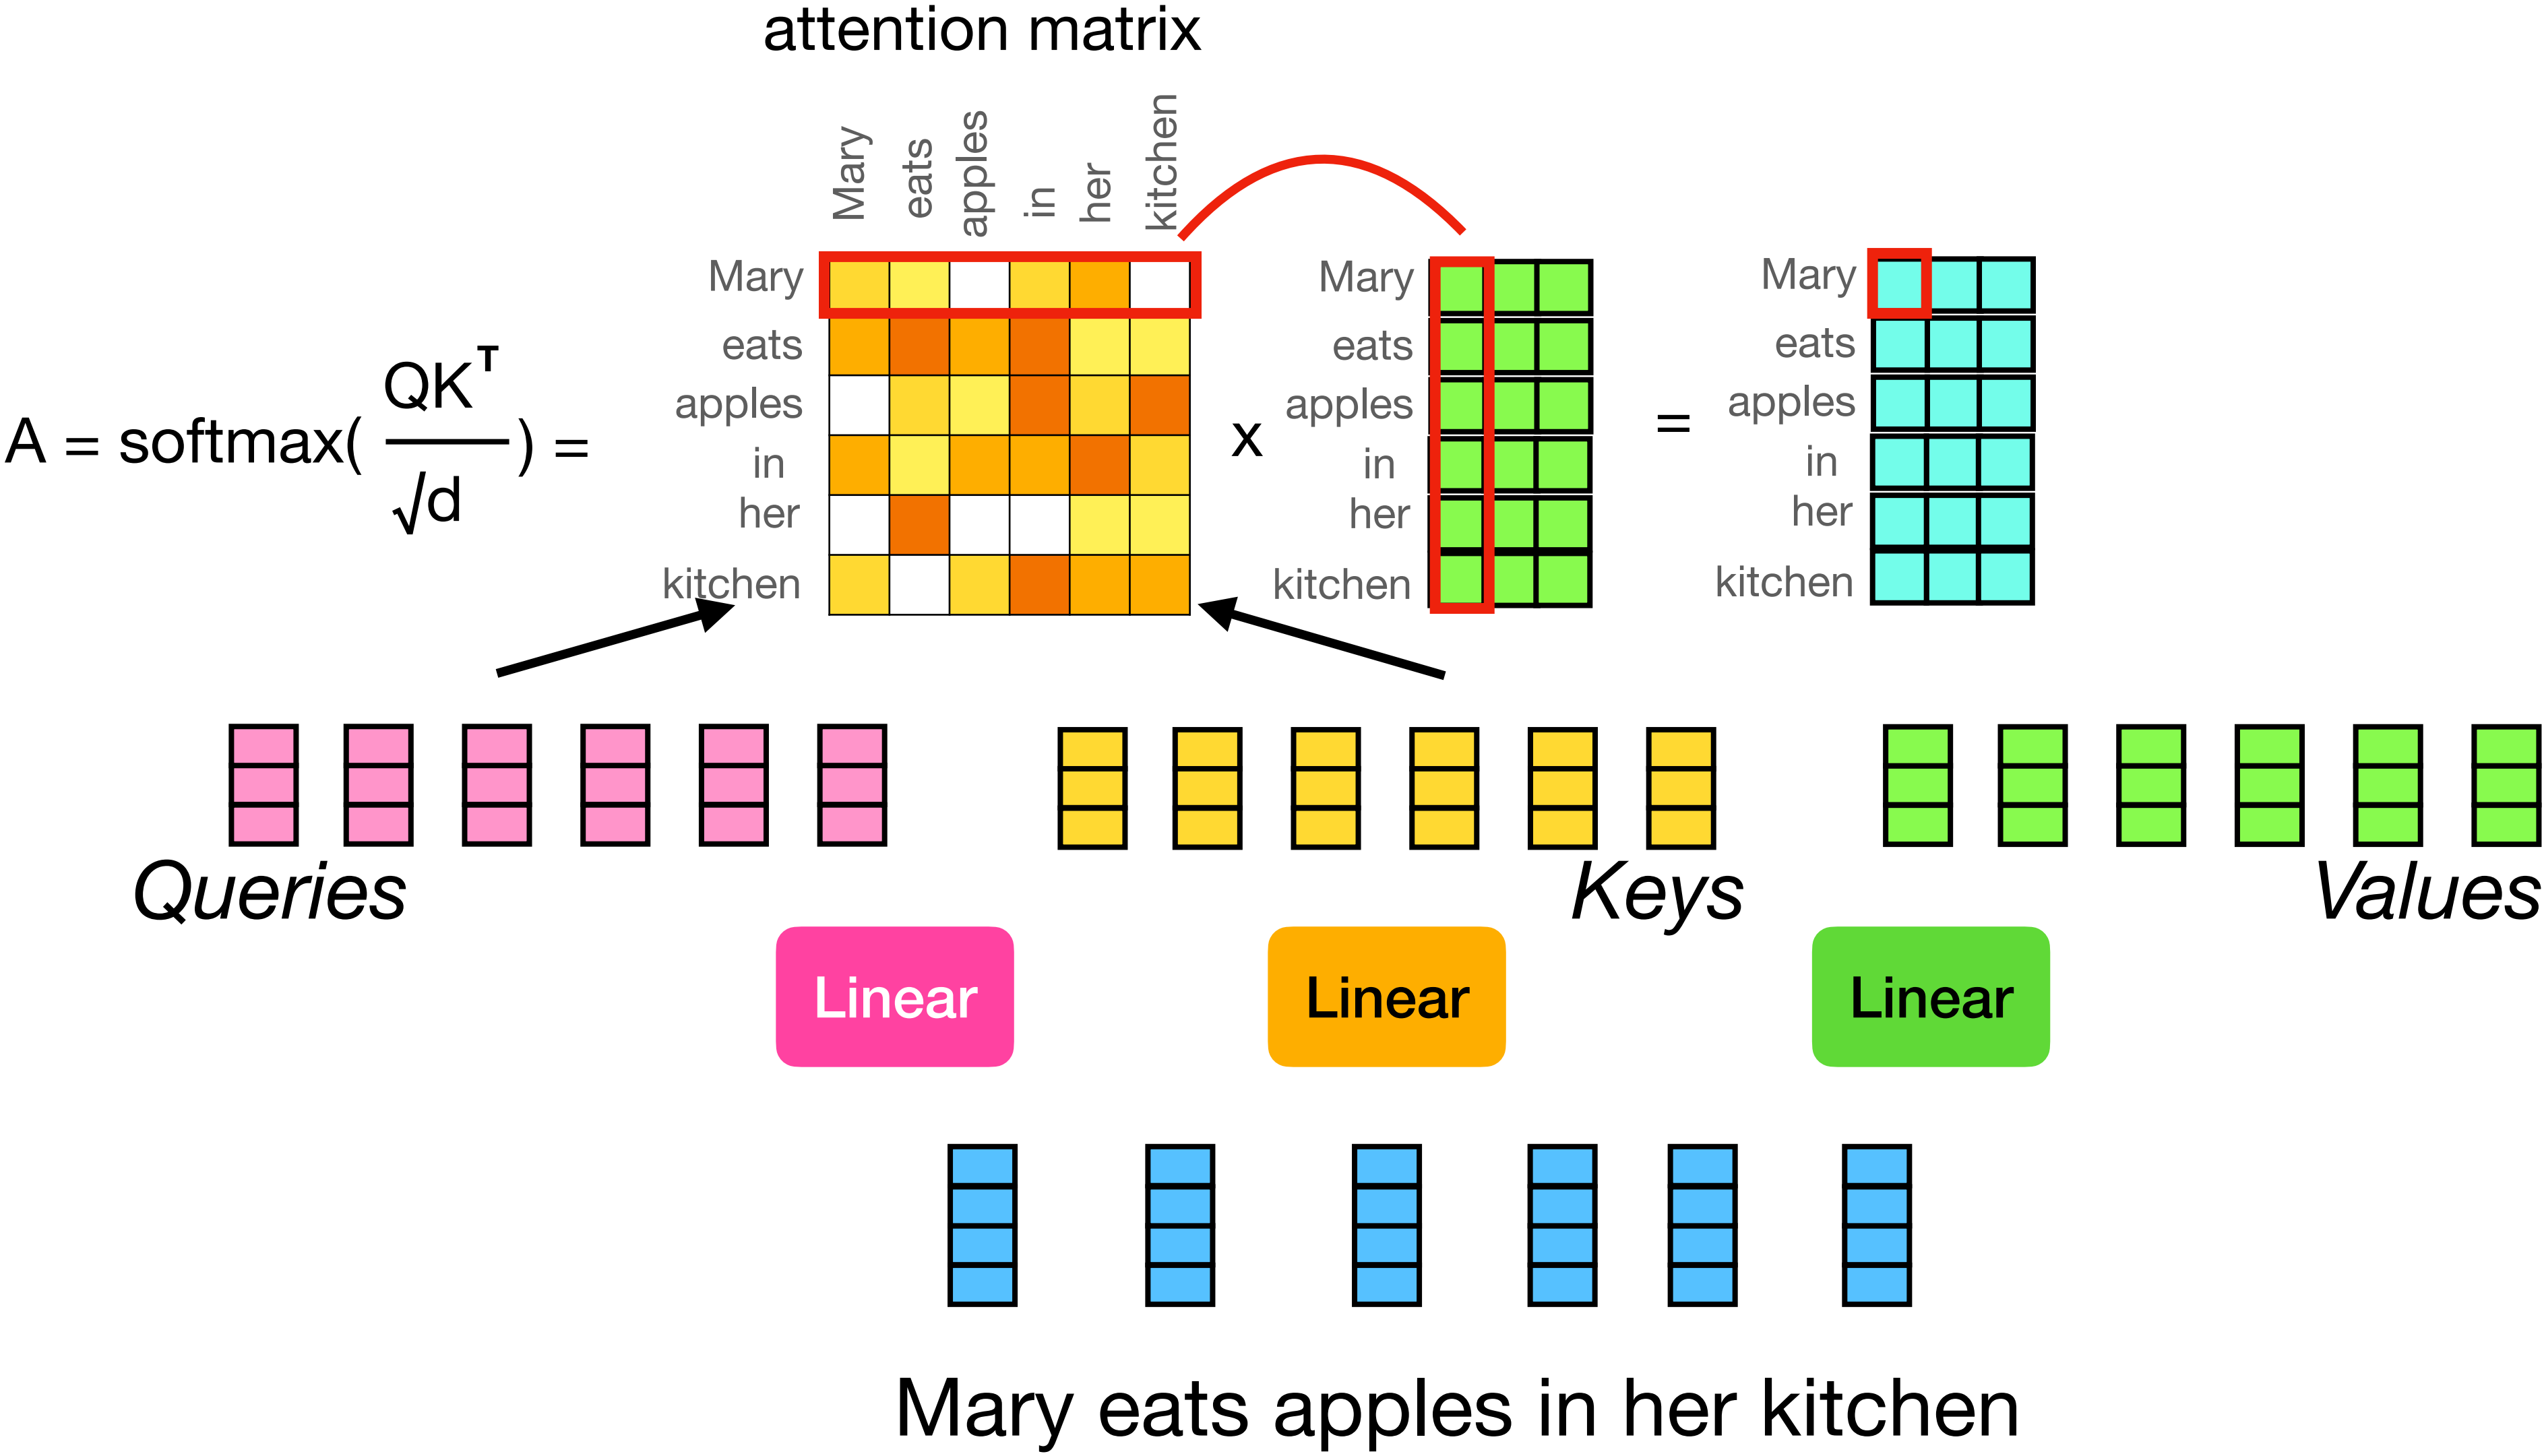 attention matrix
Mary eats apples in her kitchen
Mary Mary Mary
eats eats eats
apples apples apples
A = softmax( QKᵀ / √d ) = x =
in in in
her her her
kitchen kitchen kitchen
Queries Keys Values
Linear Linear Linear
Mary eats apples in her kitchen